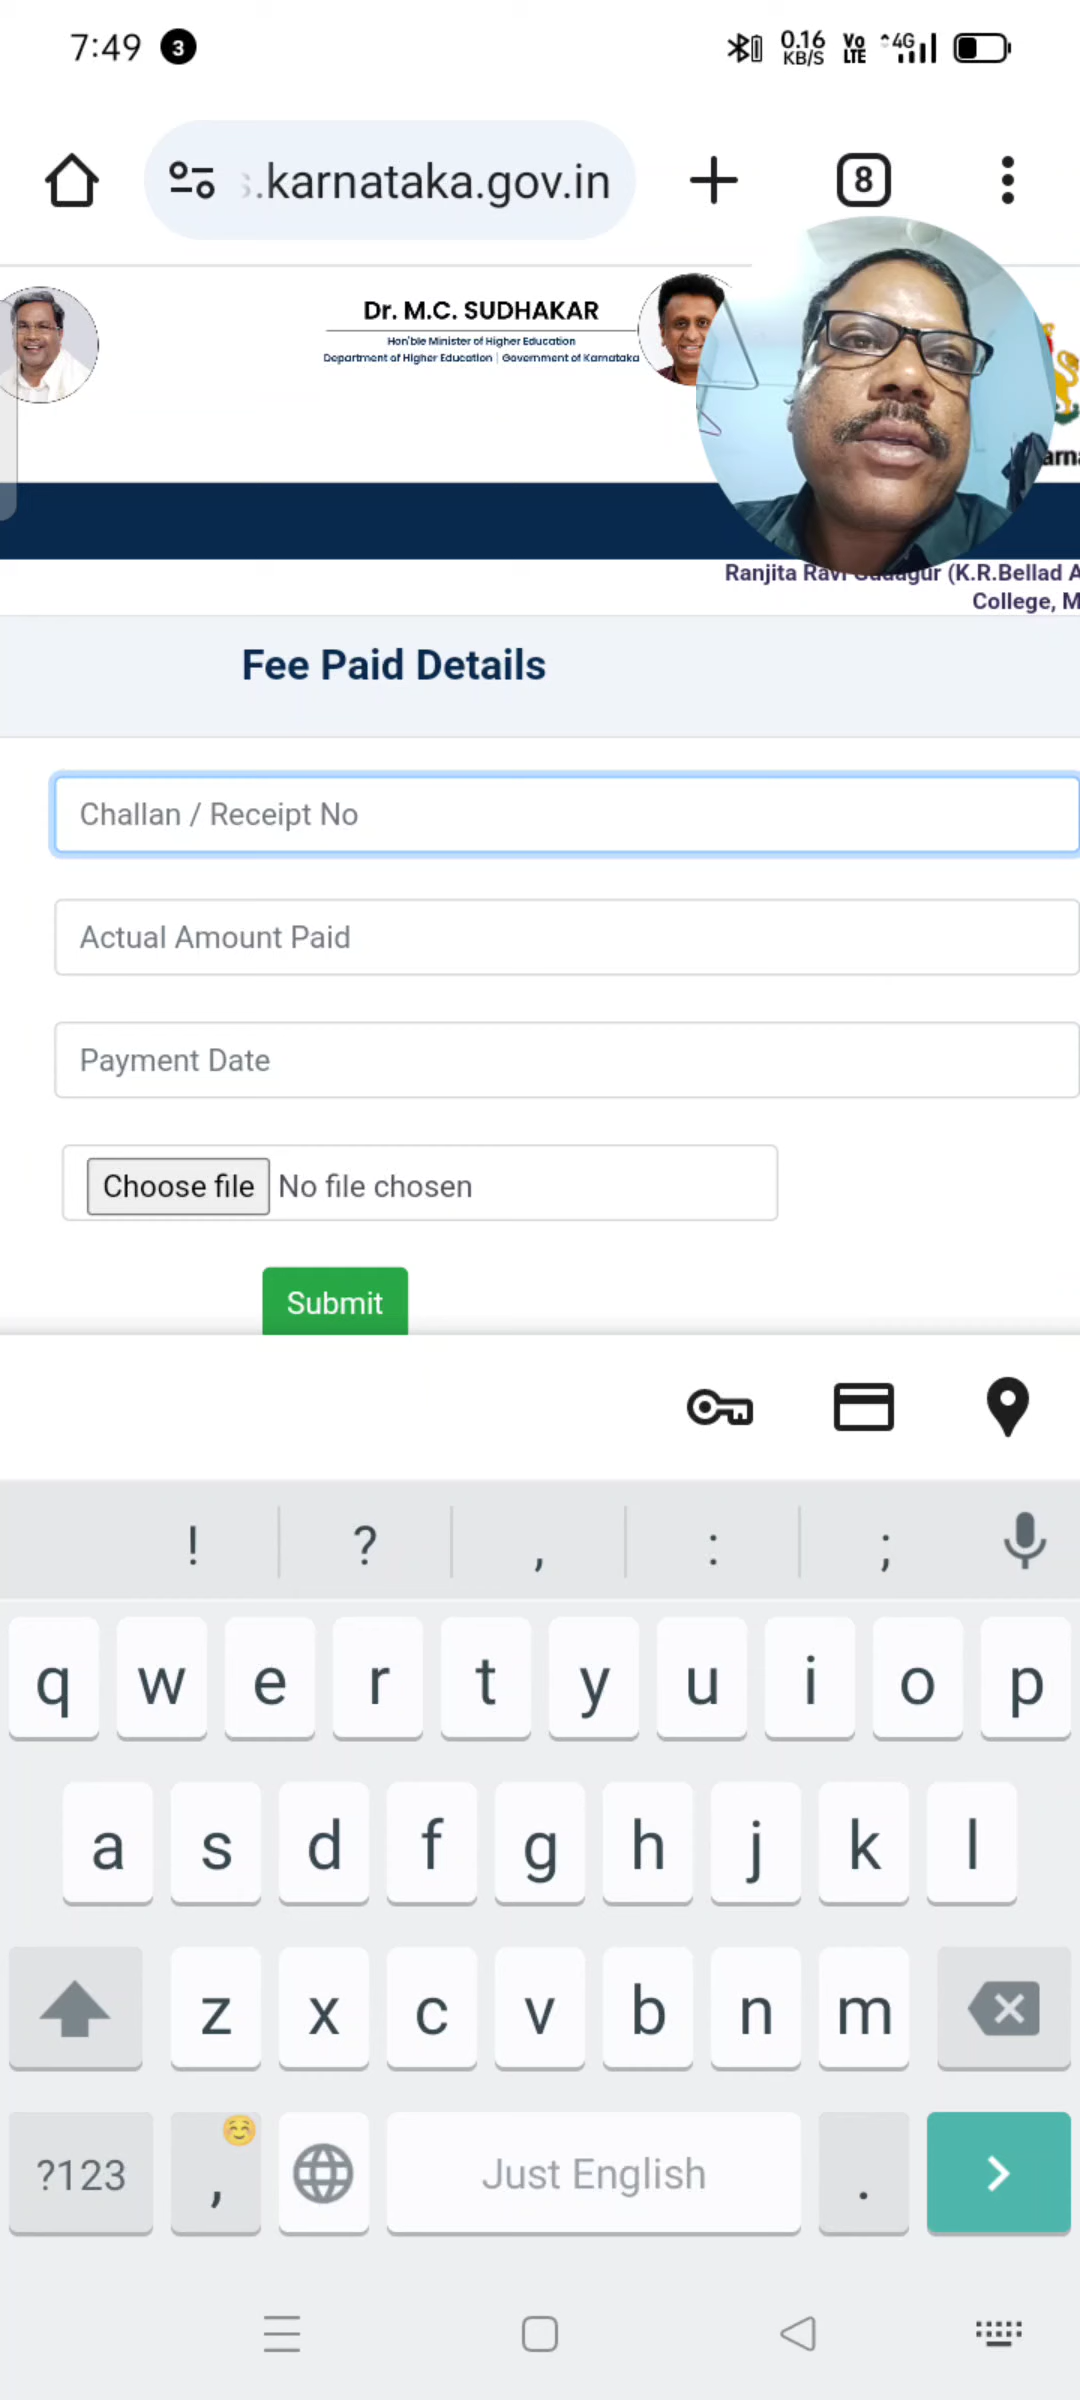 7:49 3 0.16 KB/S Vo LTE 4G
.karnataka.gov.in 8
Dr. M.C. SUDHAKAR
Hon'ble Minister of Higher Education
Department of Higher Education | Government of Karnataka
Ranjita Ravi (K.R.Bellad A
College, M
Fee Paid Details
Challan / Receipt No
Actual Amount Paid
Payment Date
Choose file No file chosen
Submit
! ? , : ;
q w e r t y u i o p
a s d f g h j k l
z x c v b n m
?123 , Just English .